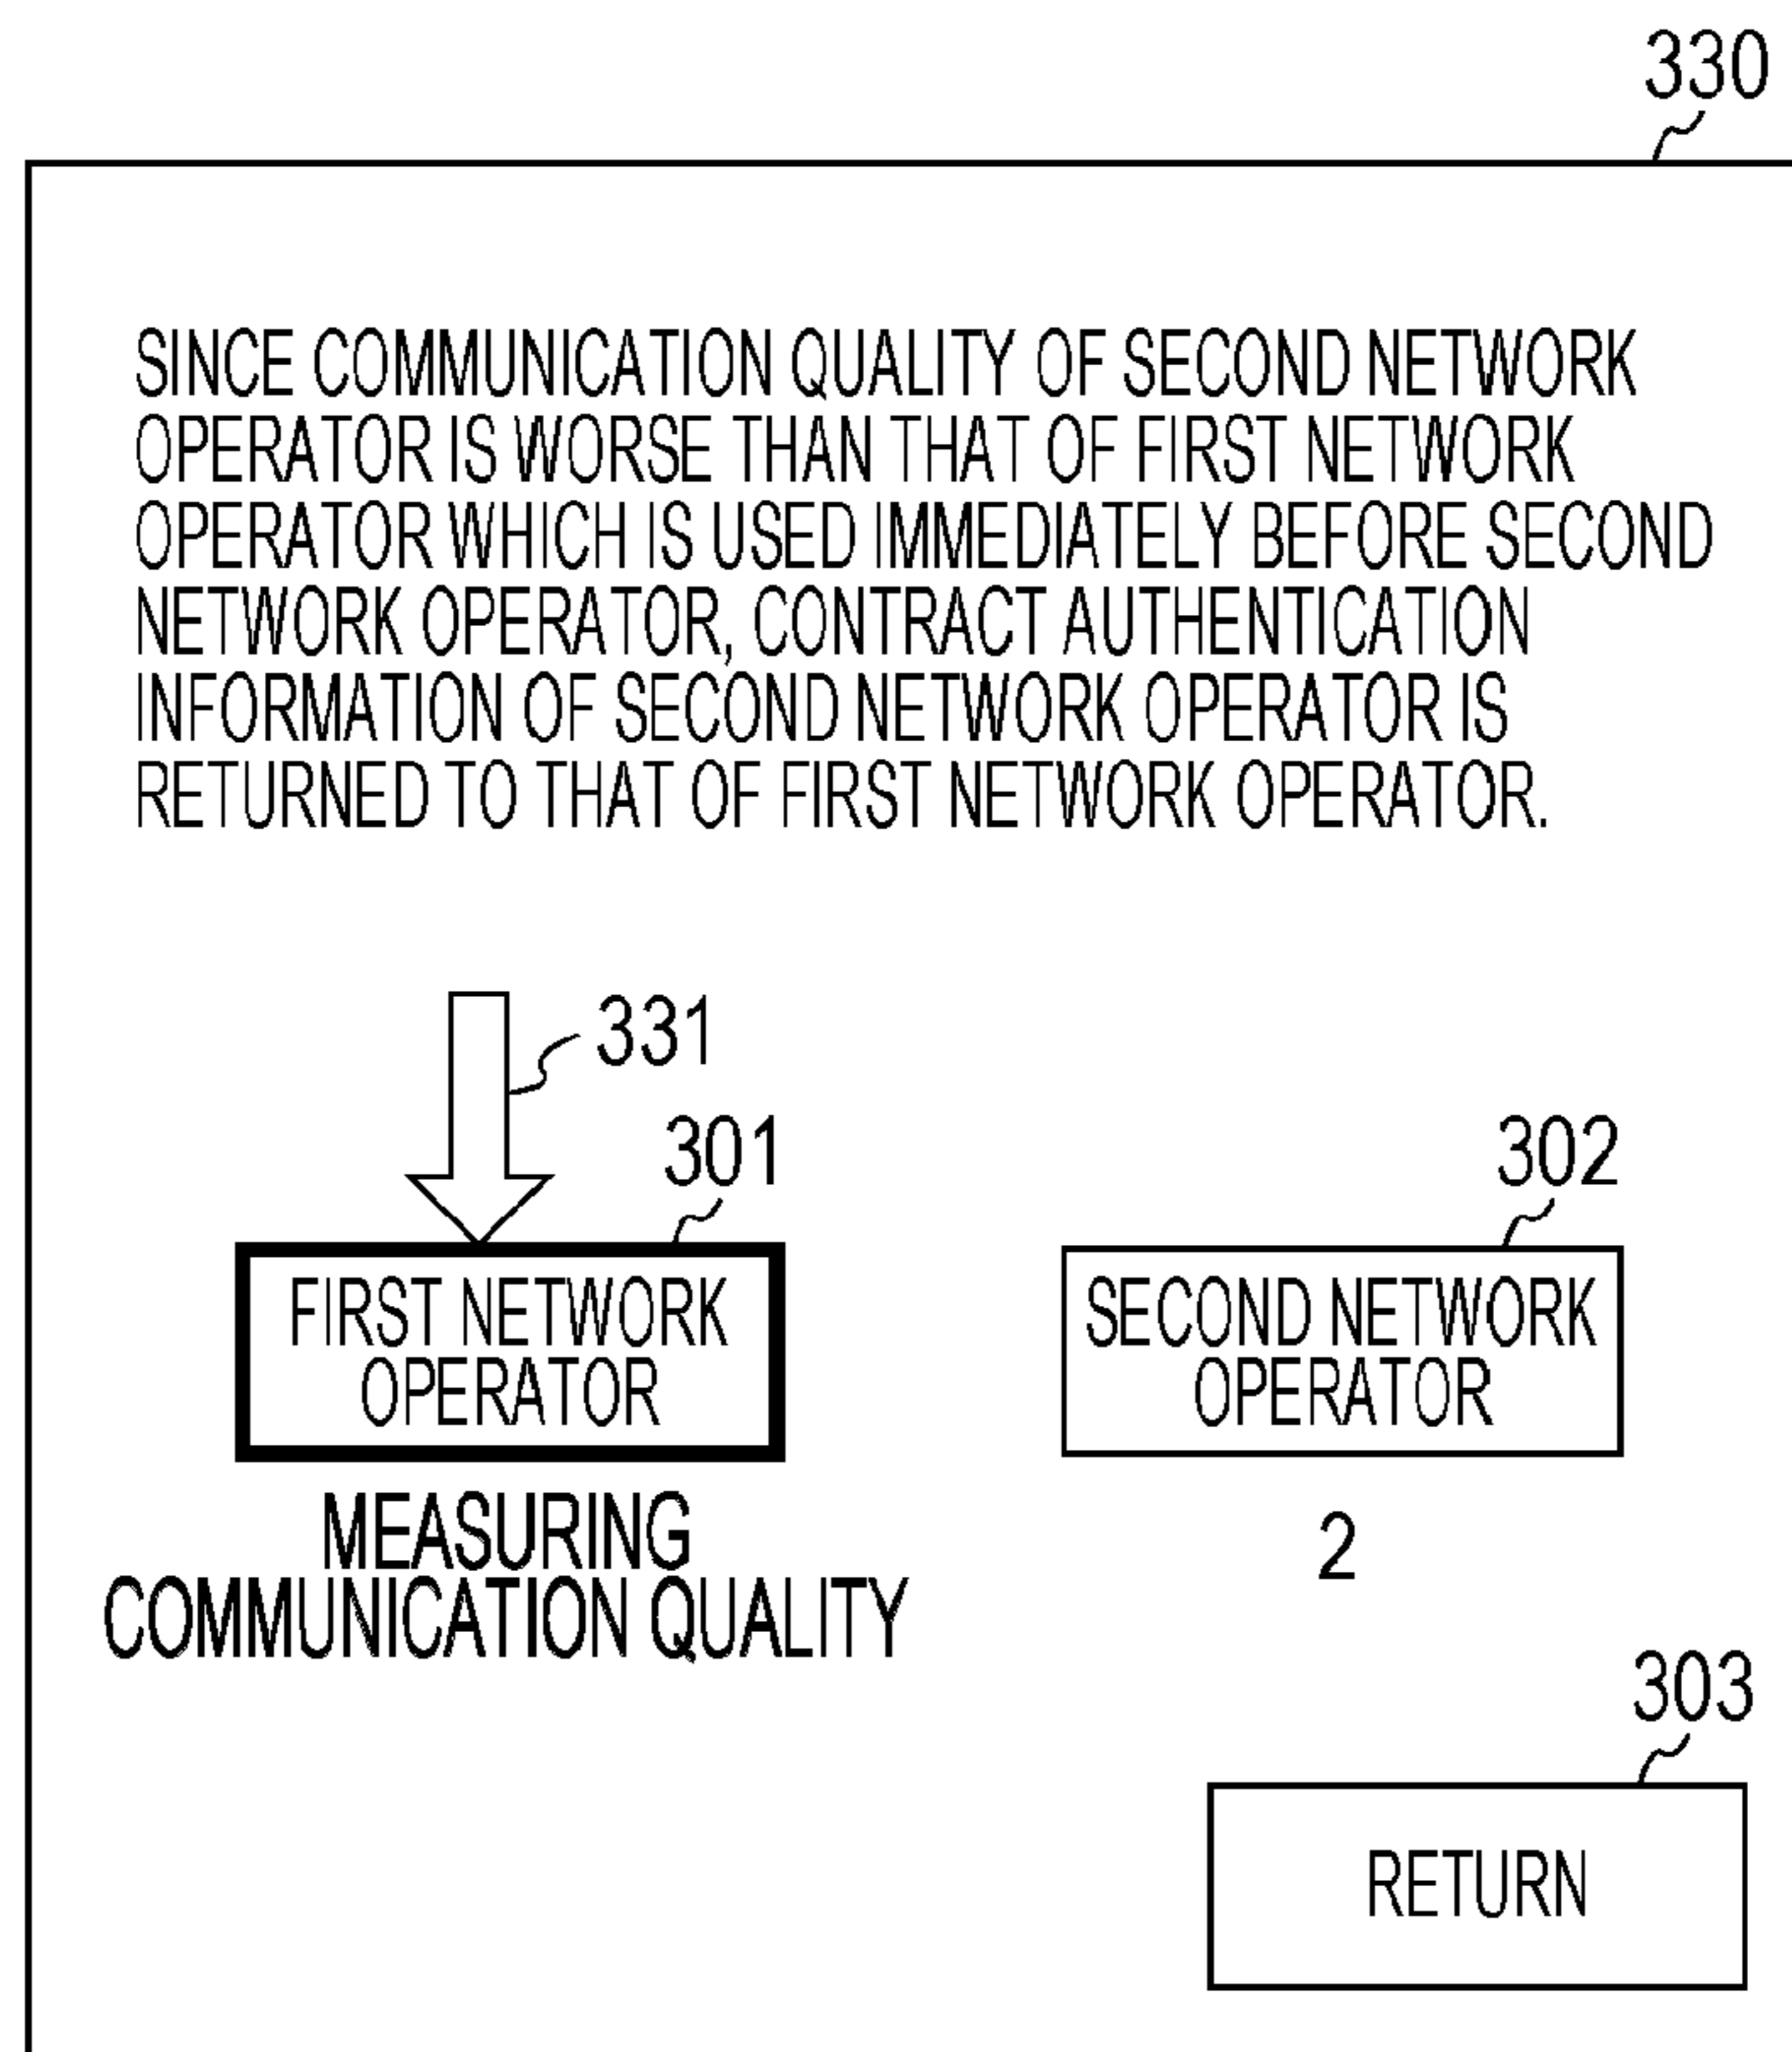 330
SINCE COMMUNICATION QUALITY OF SECOND NETWORK
OPERATOR IS WORSE THAN THAT OF FIRST NETWORK
OPERATOR WHICH IS USED IMMEDIATELY BEFORE SECOND
NETWORK OPERATOR, CONTRACT AUTHENTICATION
INFORMATION OF SECOND NETWORK OPERATOR IS
RETURNED TO THAT OF FIRST NETWORK OPERATOR.
331
301
302
FIRST NETWORK
OPERATOR
SECOND NETWORK
OPERATOR
MEASURING
COMMUNICATION QUALITY
2
303
RETURN